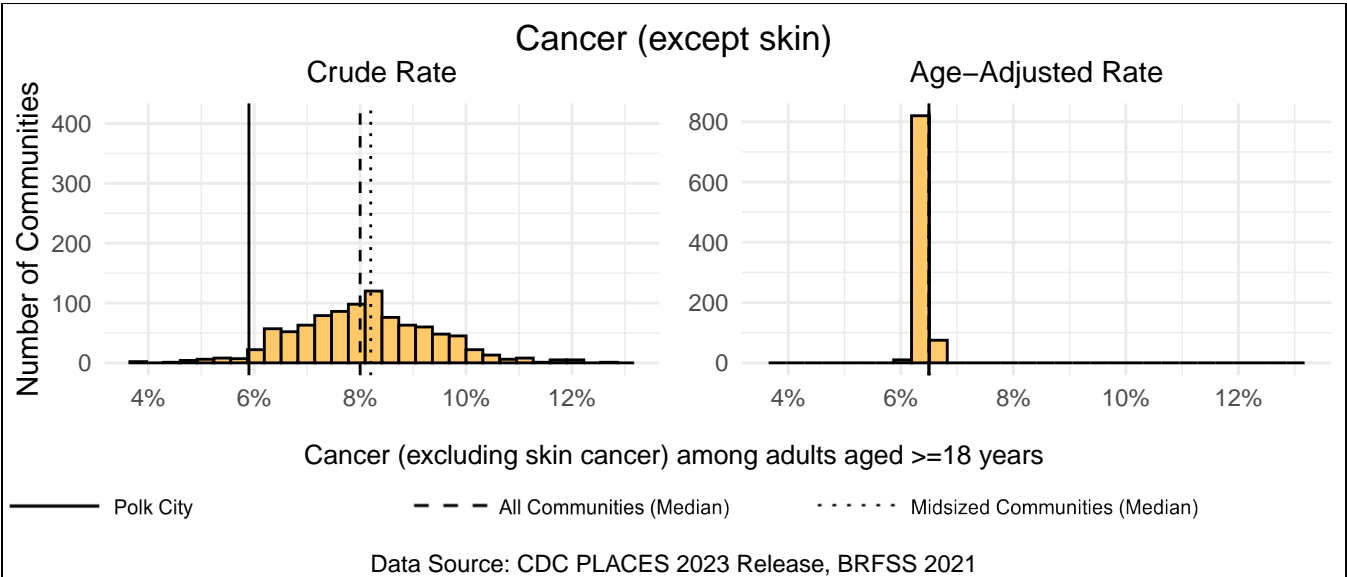 Cancer (except skin)
Crude Rate
Age−Adjusted Rate
Number of Communities
400
300
200
100
0
4%
6%
8%
10%
12%
800
600
400
200
0
4%
6%
8%
10%
12%
Cancer (excluding skin cancer) among adults aged >=18 years
Polk City
All Communities (Median)
Midsized Communities (Median)
Data Source: CDC PLACES 2023 Release, BRFSS 2021